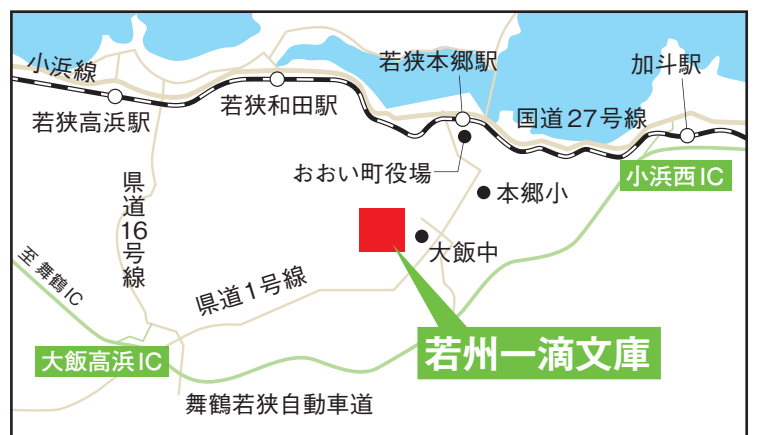 小浜線
若狭高浜駅
若狭和田駅
若狭本郷駅
加斗駅
国道27号線
おおい町役場
小浜西IC
本郷小
県道16号線
大飯中
至 舞鶴IC
県道1号線
大飯高浜IC
若州一滴文庫
舞鶴若狭自動車道